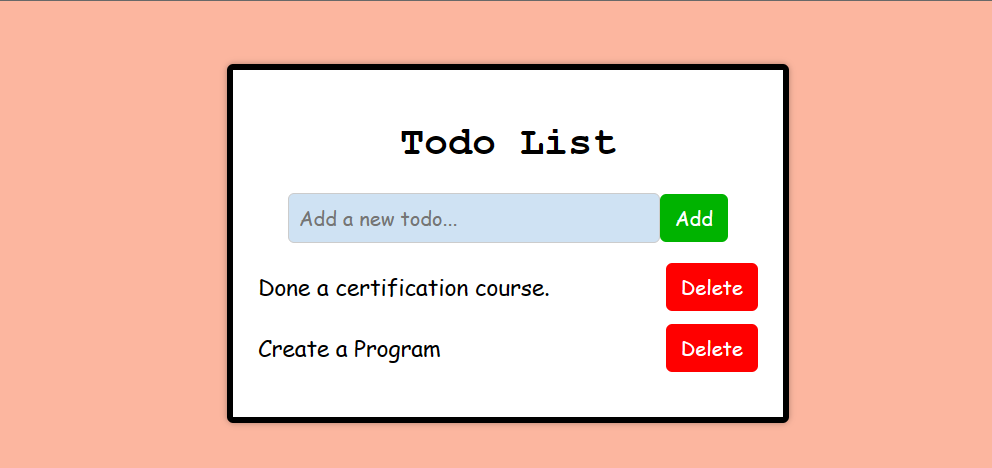 Todo List
Add a new todo... Add
Done a certification course. Delete
Create a Program Delete